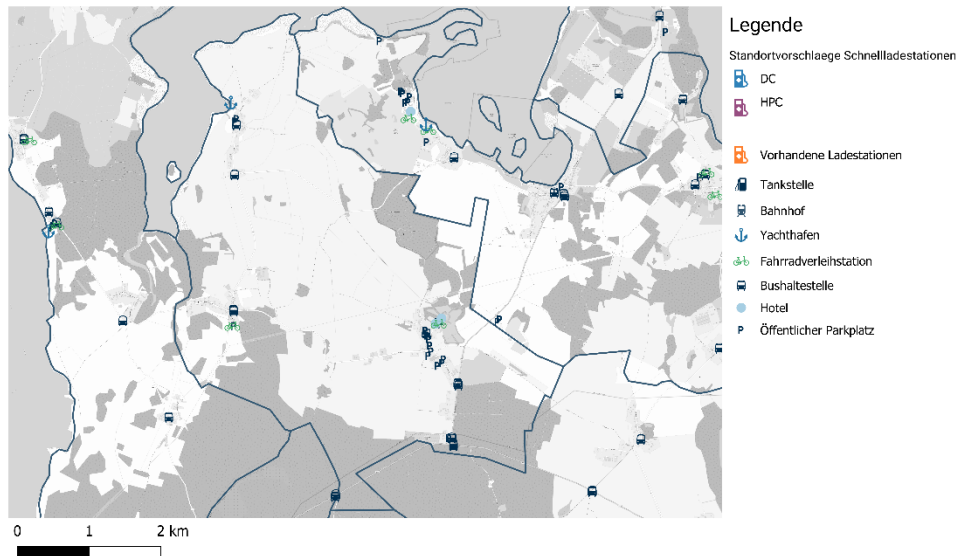 Legende
Standortvorschlaege Schnellladestationen
DC
HPC
Vorhandene Ladestationen
Tankstelle
Bahnhof
Yachthafen
Fahrradverleihstation
Bushaltestelle
Hotel
P Öffentlicher Parkplatz
0 1 2 km